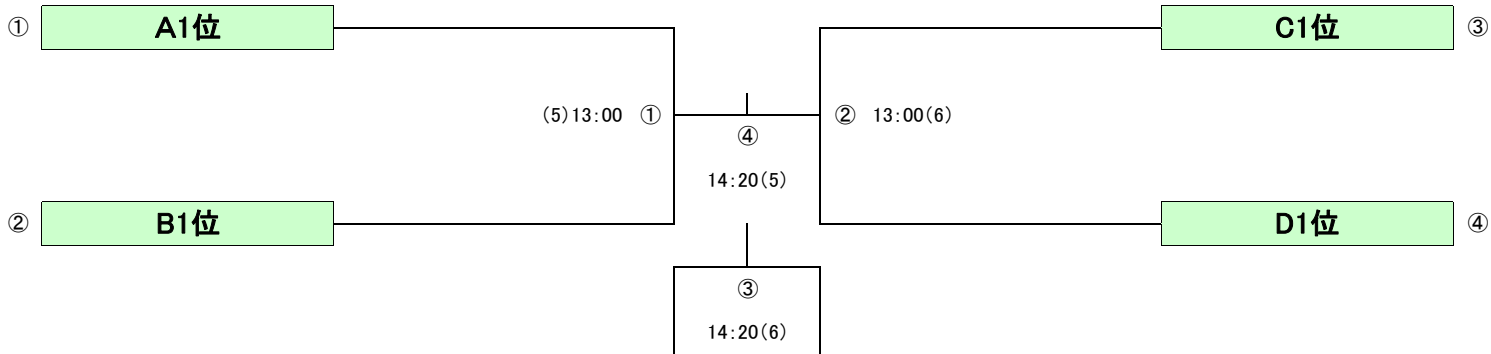 ① A1位 C1位 ③
(5)13:00 ① ② 13:00(6)
④
14:20(5)
② B1位 D1位 ④
③
14:20(6)